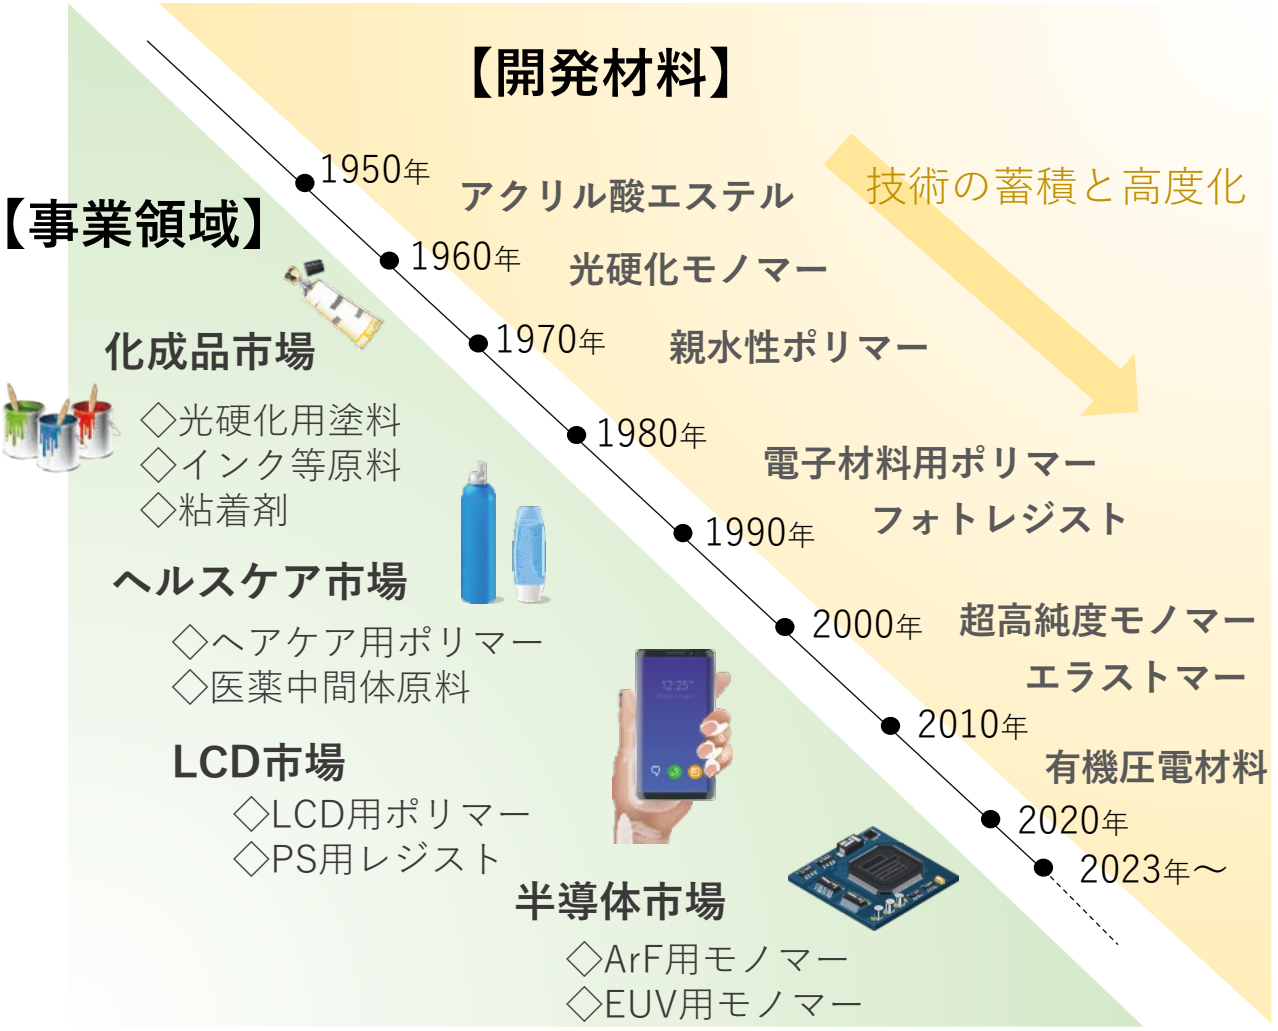 【開発材料】
技術の蓄積と高度化
1950年
アクリル酸エステル
1960年
光硬化モノマー
1970年
親水性ポリマー
1980年
電子材料用ポリマー
フォトレジスト
1990年
2000年
超高純度モノマー
エラストマー
2010年
有機圧電材料
2020年
2023年～
【事業領域】
化成品市場
◇光硬化用塗料
◇インク等原料
◇粘着剤
ヘルスケア市場
◇ヘアケア用ポリマー
◇医薬中間体原料
LCD市場
◇LCD用ポリマー
◇PS用レジスト
12:25
半導体市場
◇ArF用モノマー
◇EUV用モノマー